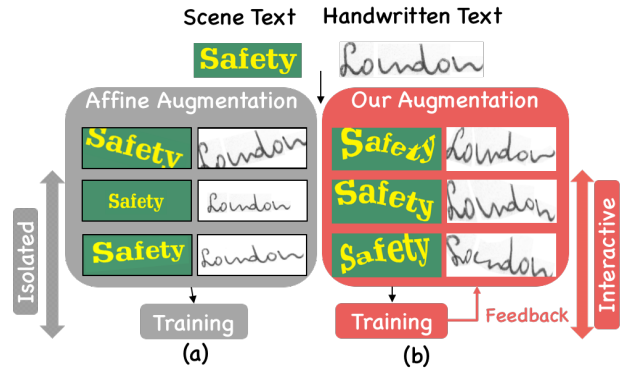 Scene Text Handwritten Text
Safety London
Affine Augmentation
Our Augmentation
Safety London
Safety London
Safety London
Safety London
Safety London
Safety London
Isolated
Interactive
Training
Training
Feedback
(a)
(b)